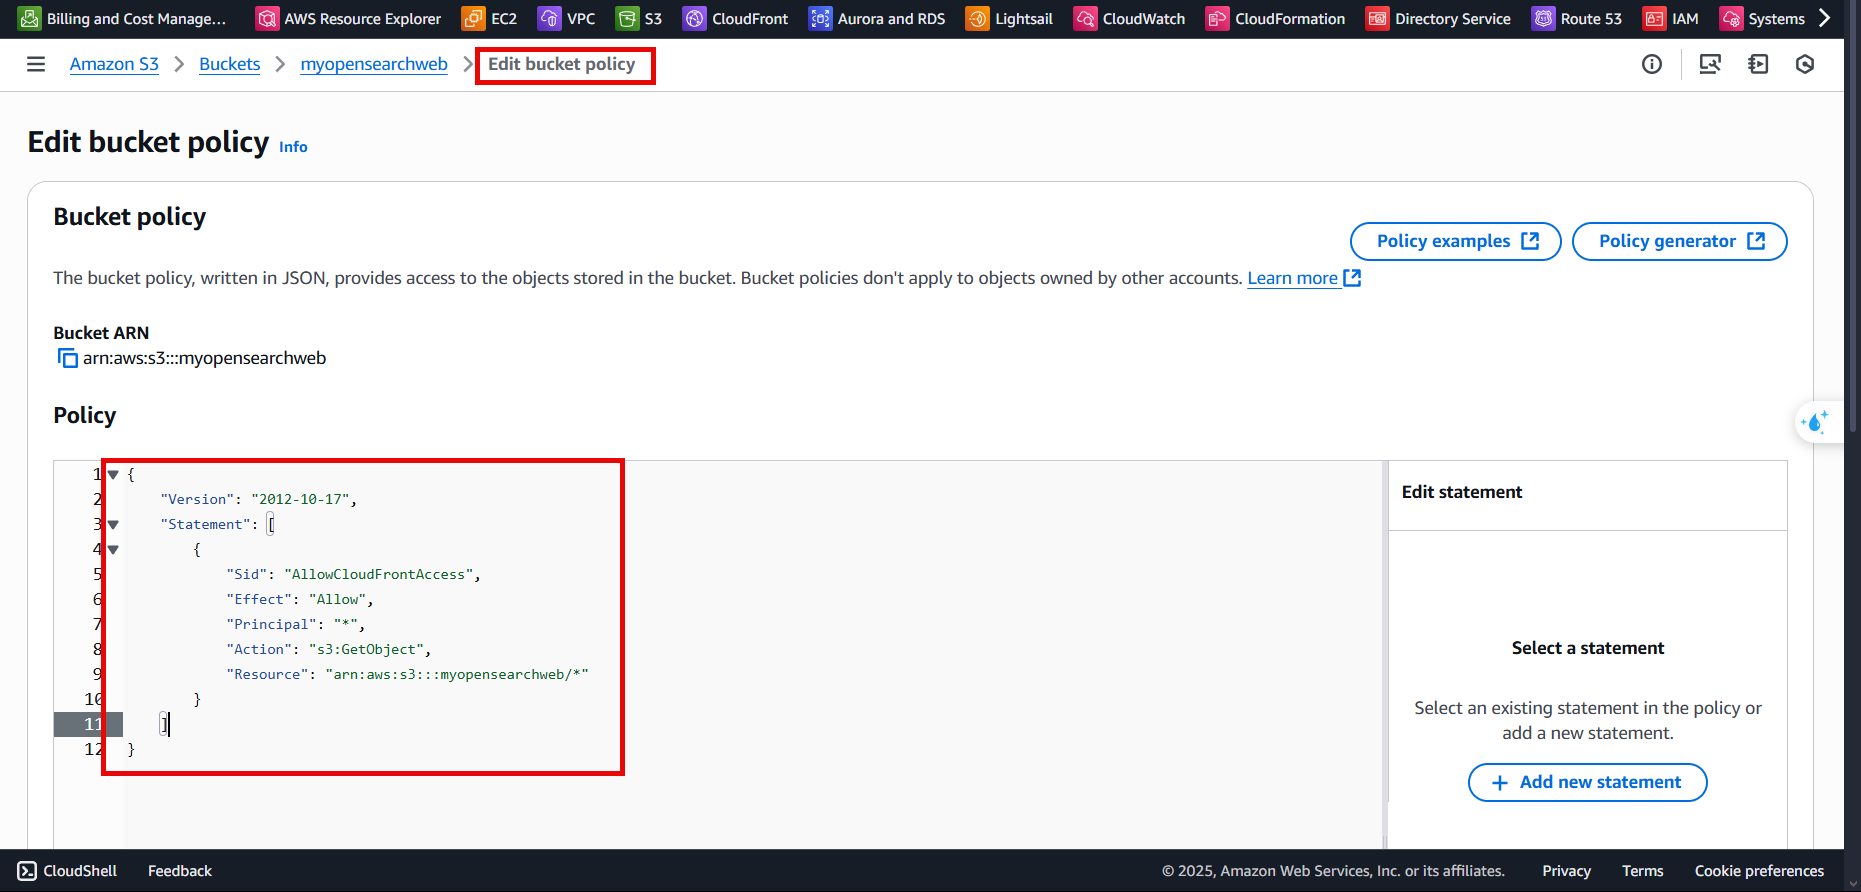 Billing and Cost Manage... AWS Resource Explorer EC2 VPC S3 CloudFront Aurora and RDS Lightsail CloudWatch CloudFormation Directory Service Route 53 IAM Systems
Amazon S3 Buckets myopensearchweb Edit bucket policy
Edit bucket policy Info
Bucket policy
Policy examples Policy generator
The bucket policy, written in JSON, provides access to the objects stored in the bucket. Bucket policies don't apply to objects owned by other accounts. Learn more
Bucket ARN
arn:aws:s3:::myopensearchweb
Policy
1 {
2 "Version": "2012-10-17",
3 "Statement": [
4 {
5 "Sid": "AllowCloudFrontAccess",
6 "Effect": "Allow",
7 "Principal": "*",
8 "Action": "s3:GetObject",
9 "Resource": "arn:aws:s3:::myopensearchweb/*"
10 }
11 ]
12 }
Edit statement
Select a statement
Select an existing statement in the policy or
add a new statement.
+ Add new statement
CloudShell Feedback © 2025, Amazon Web Services, Inc. or its affiliates. Privacy Terms Cookie preferences